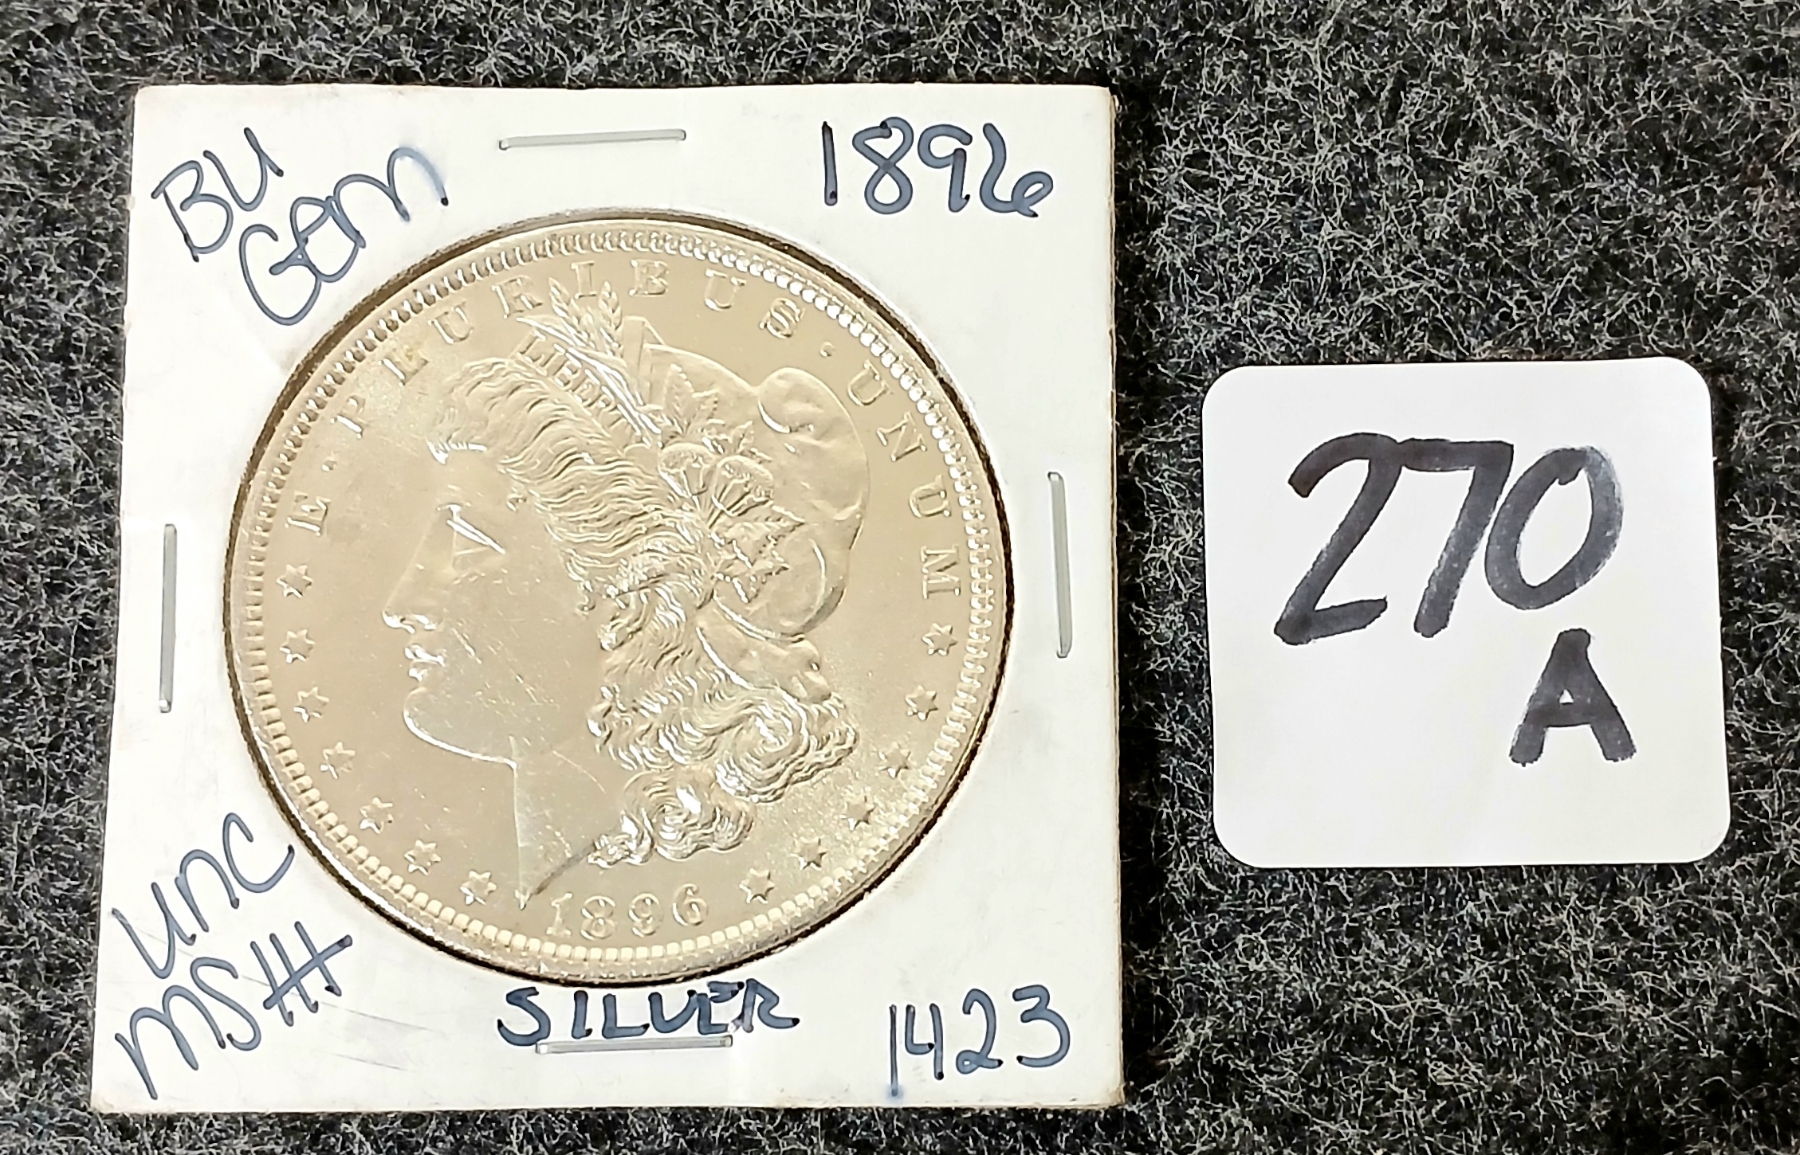 BU
Gem
1896
E · PLURIBUS · UNUM
LIBERTY
1896
UNC
MS+++
SILVER
1423
270
A